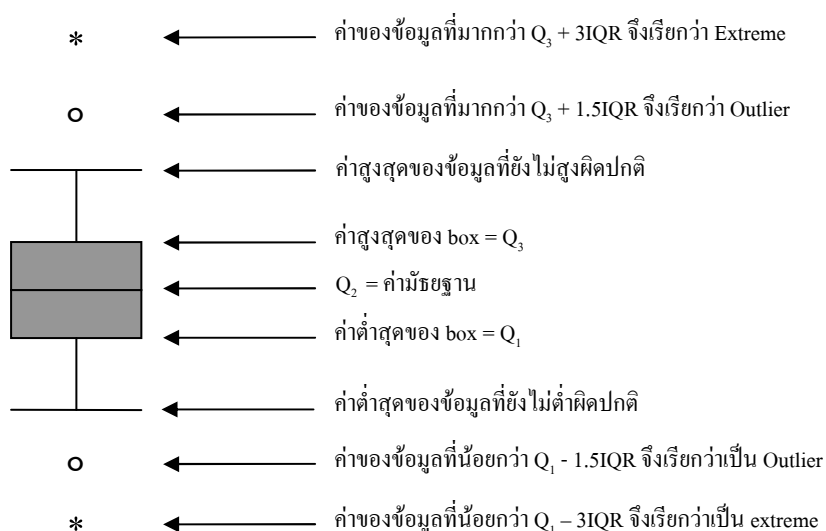 * ค่าของข้อมูลที่มากกว่า Q₃ + 3IQR จึงเรียกว่า Extreme
o ค่าของข้อมูลที่มากกว่า Q₃ + 1.5IQR จึงเรียกว่า Outlier
ค่าสูงสุดของข้อมูลที่ยังไม่สูงผิดปกติ
ค่าสูงสุดของ box = Q₃
Q₂ = ค่ามัธยฐาน
ค่าต่ำสุดของ box = Q₁
ค่าต่ำสุดของข้อมูลที่ยังไม่ต่ำผิดปกติ
o ค่าของข้อมูลที่น้อยกว่า Q₁ - 1.5IQR จึงเรียกว่าเป็น Outlier
* ค่าของข้อมูลที่น้อยกว่า Q₁ – 3IQR จึงเรียกว่าเป็น extreme